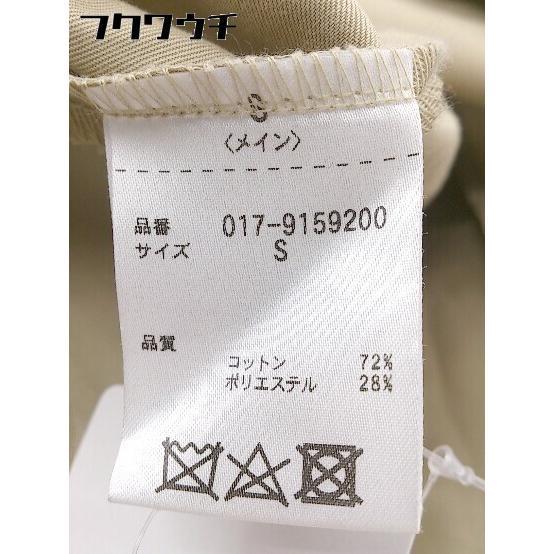 フクワウチ
S
〈メイン〉
品番 017-9159200
サイズ S
品質
コットン 72%
ポリエステル 28%